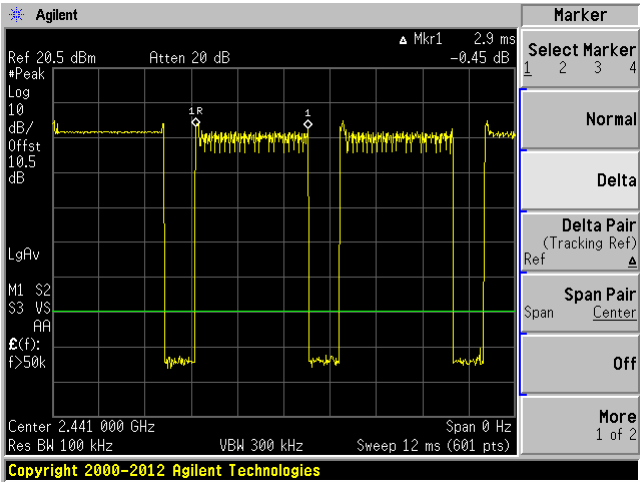 Agilent
Marker
Δ Mkr1 2.9 ms
Ref 20.5 dBm Atten 20 dB -0.45 dB
#Peak
Log
10
dB/
Offst
10.5
dB
1R
1
LgAv
M1 S2
S3 VS
AA
£(f):
f>50k
Center 2.441 000 GHz Span 0 Hz
Res BW 100 kHz VBW 300 kHz Sweep 12 ms (601 pts)
Copyright 2000-2012 Agilent Technologies
Select Marker
1 2 3 4
Normal
Delta
Delta Pair
(Tracking Ref)
Ref Δ
Span Pair
Span Center
Off
More
1 of 2